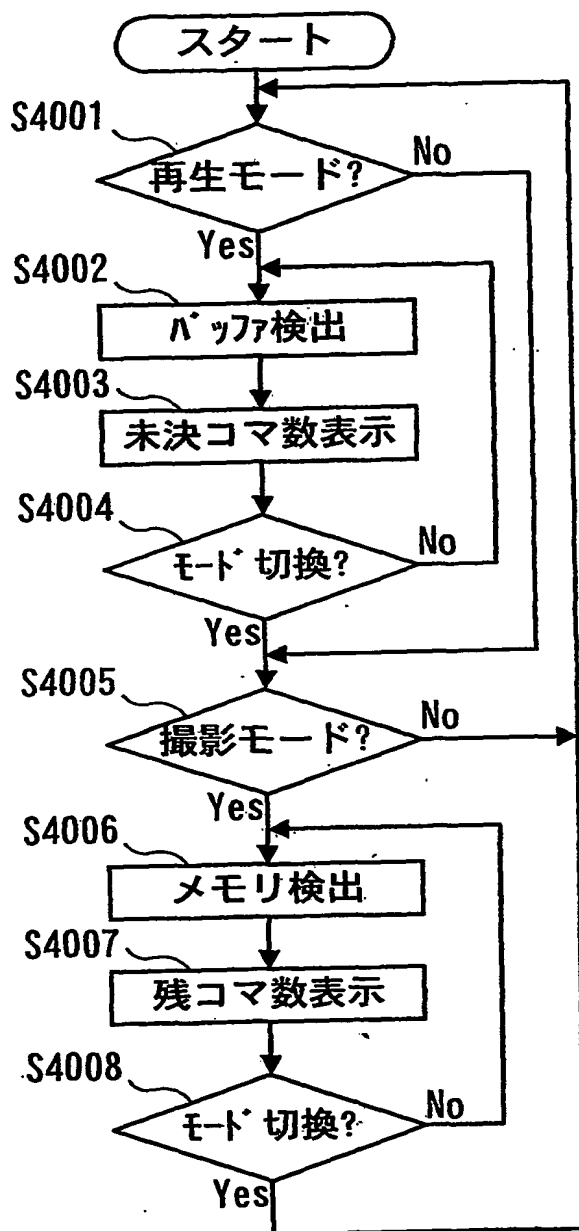 スタート
S4001
再生モード?
No
Yes
S4002
バッファ検出
S4003
未決コマ数表示
S4004
モード切換?
No
Yes
S4005
撮影モード?
No
Yes
S4006
メモリ検出
S4007
残コマ数表示
S4008
モード切換?
No
Yes